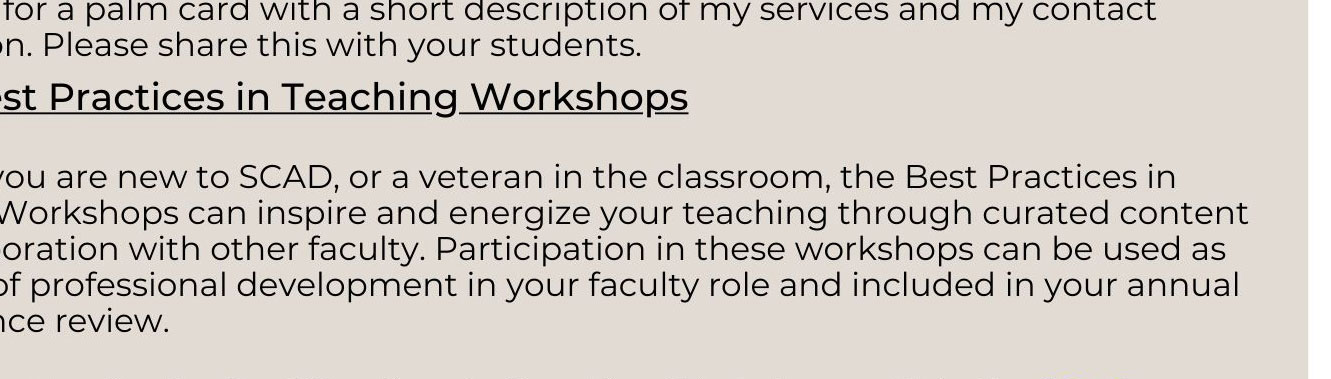 for a palm card with a short description of my services and my contact
on. Please share this with your students.
est Practices in Teaching Workshops
you are new to SCAD, or a veteran in the classroom, the Best Practices in
Workshops can inspire and energize your teaching through curated content
oration with other faculty. Participation in these workshops can be used as
of professional development in your faculty role and included in your annual
nce review.